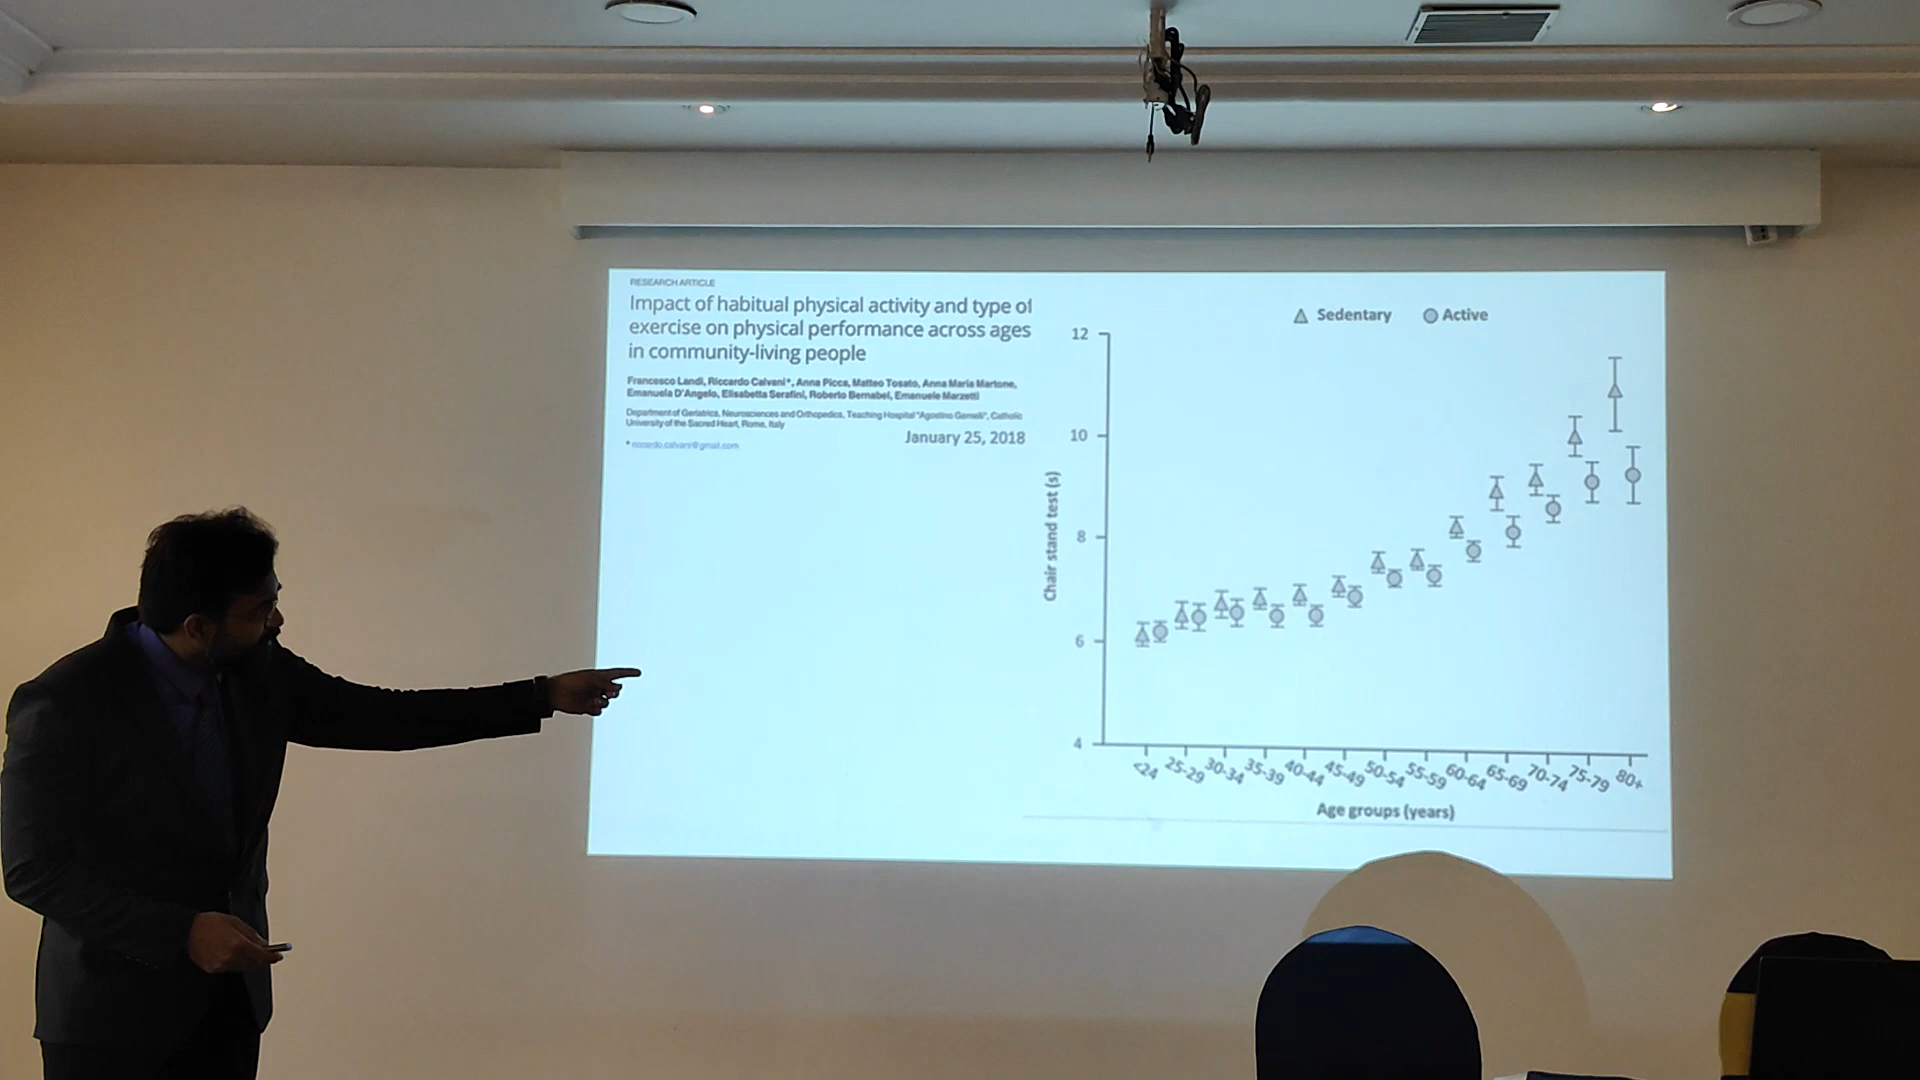 RESEARCH ARTICLE
Impact of habitual physical activity and type of
exercise on physical performance across ages
in community-living people
Francesco Landi, Riccardo Calvani*, Anna Picca, Matteo Tosato, Anna Maria Martone,
Emanuela D'Angelo, Elisabetta Serafini, Roberto Bernabei, Emanuele Marzetti
Department of Geriatrics, Neurosciences and Orthopedics, Teaching Hospital "Agostino Gemelli", Catholic
University of the Sacred Heart, Rome, Italy
January 25, 2018
* riccardo.calvani@gmail.com
Sedentary Active
12
10
8
6
4
Chair stand test (s)
<24 25-29 30-34 35-39 40-44 45-49 50-54 55-59 60-64 65-69 70-74 75-79 80+
Age groups (years)